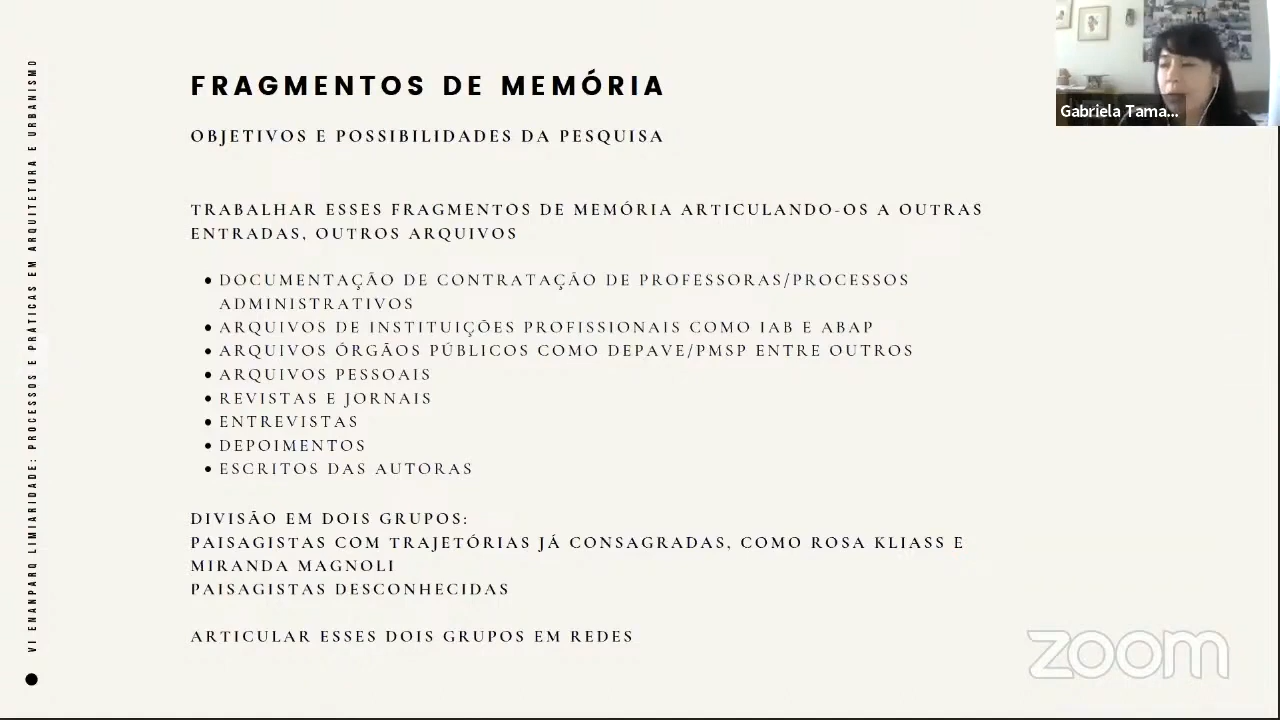 FRAGMENTOS DE MEMÓRIA
OBJETIVOS E POSSIBILIDADES DA PESQUISA
TRABALHAR ESSES FRAGMENTOS DE MEMÓRIA ARTICULANDO-OS A OUTRAS
ENTRADAS, OUTROS ARQUIVOS
• DOCUMENTAÇÃO DE CONTRATAÇÃO DE PROFESSORAS/PROCESSOS
ADMINISTRATIVOS
• ARQUIVOS DE INSTITUIÇÕES PROFISSIONAIS COMO IAB E ABAP
• ARQUIVOS ÓRGÃOS PÚBLICOS COMO DEPAVE/PMSP ENTRE OUTROS
• ARQUIVOS PESSOAIS
• REVISTAS E JORNAIS
• ENTREVISTAS
• DEPOIMENTOS
• ESCRITOS DAS AUTORAS
DIVISÃO EM DOIS GRUPOS:
PAISAGISTAS COM TRAJETÓRIAS JÁ CONSAGRADAS, COMO ROSA KLIASS E
MIRANDA MAGNOLI
PAISAGISTAS DESCONHECIDAS
ARTICULAR ESSES DOIS GRUPOS EM REDES
VI ENANPARQ LIMIARIDADE: PROCESSOS E PRÁTICAS EM ARQUITETURA E URBANISMO
Gabriela Tama...
zoom